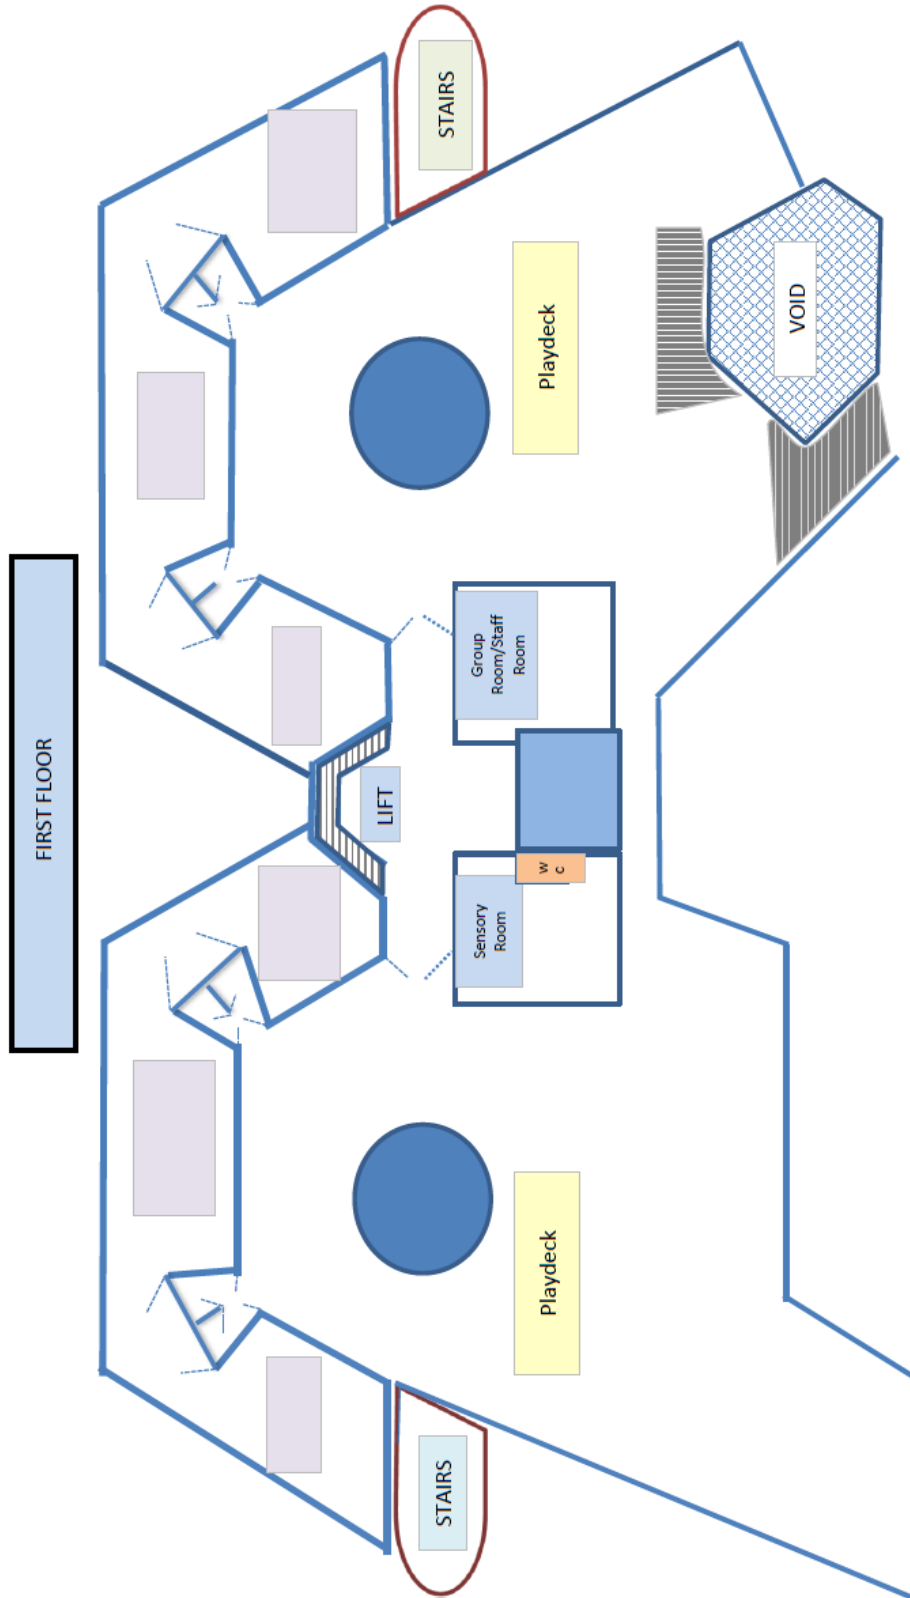 FIRST FLOOR
STAIRS
Playdeck
VOID
Group
Room/Staff
Room
LIFT
w
c
Sensory
Room
Playdeck
STAIRS